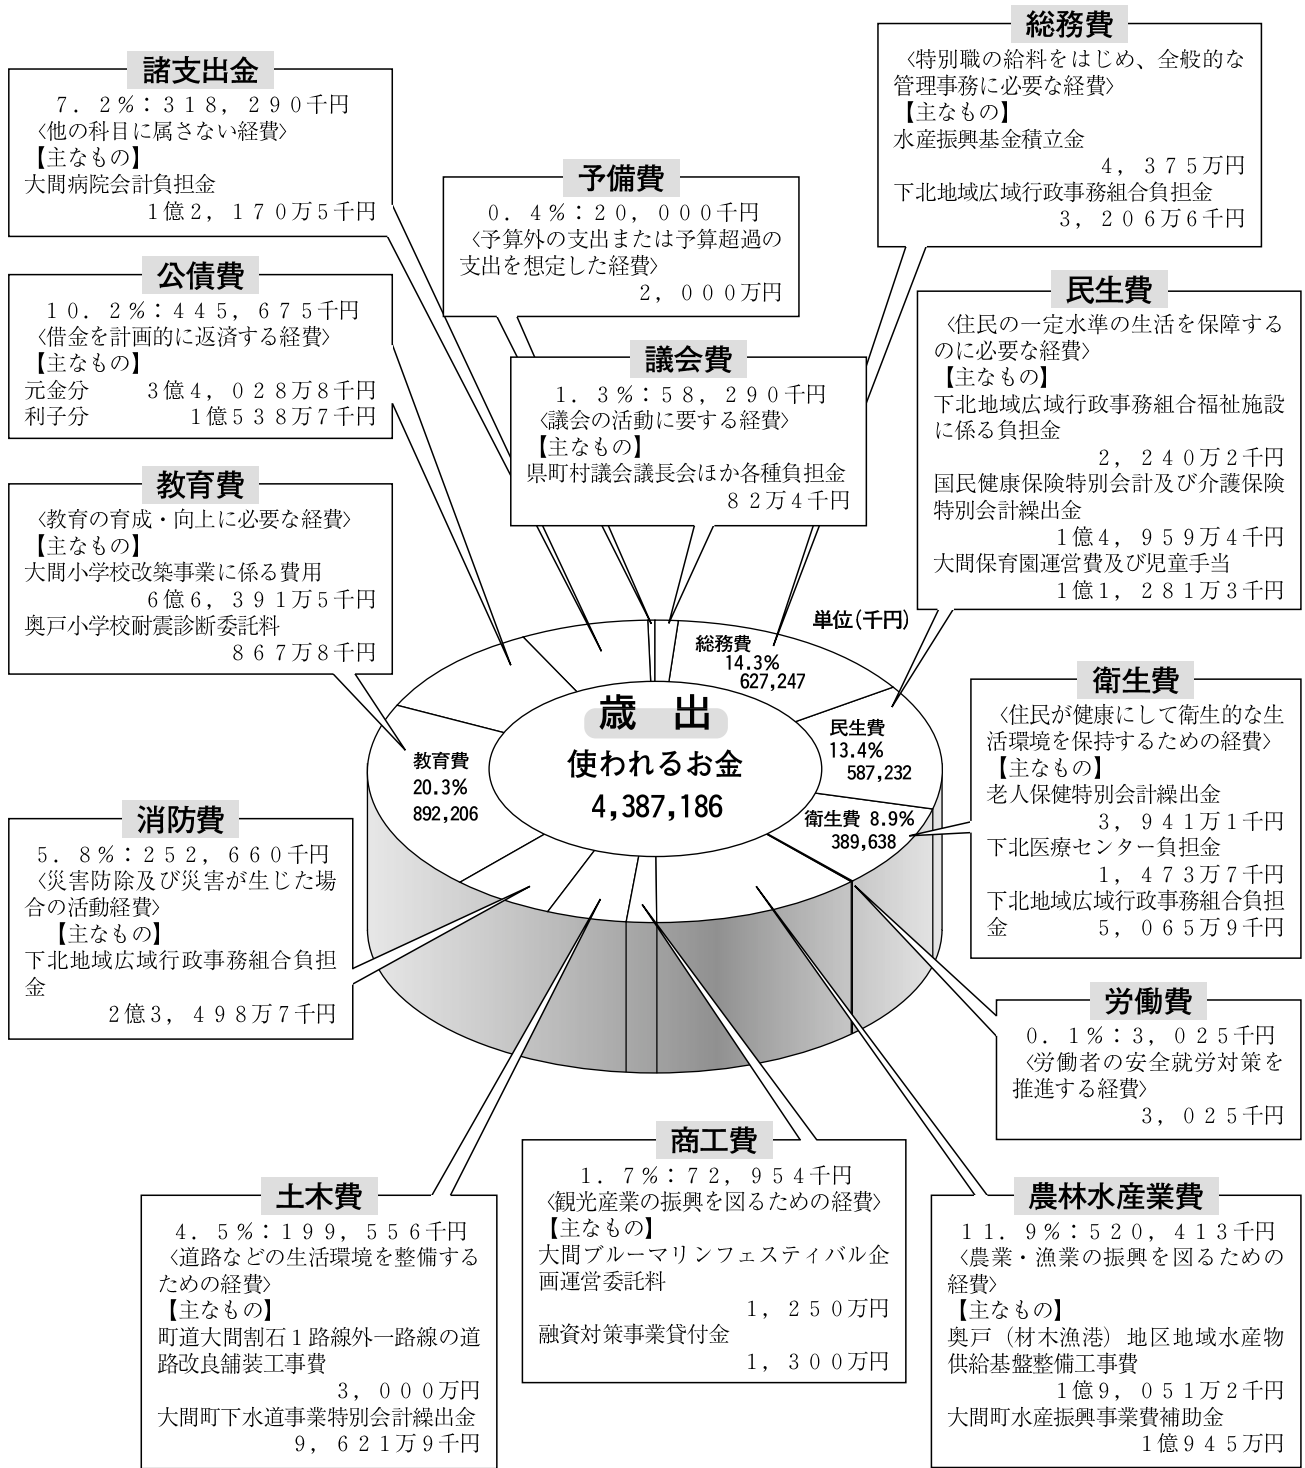 総務費
〈特別職の給料をはじめ、全般的な
管理事務に必要な経費〉
【主なもの】
水産振興基金積立金
４，３７５万円
下北地域広域行政事務組合負担金
３，２０６万６千円
諸支出金
７．２％：３１８，２９０千円
〈他の科目に属さない経費〉
【主なもの】
大間病院会計負担金
１億２，１７０万５千円
予備費
０．４％：２０，０００千円
〈予算外の支出または予算超過の
支出を想定した経費〉
２，０００万円
公債費
１０．２％：４４５，６７５千円
〈借金を計画的に返済する経費〉
【主なもの】
元金分　３億４，０２８万８千円
利子分　１億５３８万７千円
民生費
〈住民の一定水準の生活を保障する
のに必要な経費〉
【主なもの】
下北地域広域行政事務組合福祉施設
に係る負担金
２，２４０万２千円
国民健康保険特別会計及び介護保険
特別会計繰出金
１億４，９５９万４千円
大間保育園運営費及び児童手当
１億１，２８１万３千円
議会費
１．３％：５８，２９０千円
〈議会の活動に要する経費〉
【主なもの】
県町村議会議長会ほか各種負担金
８２万４千円
教育費
〈教育の育成・向上に必要な経費〉
【主なもの】
大間小学校改築事業に係る費用
６億６，３９１万５千円
奥戸小学校耐震診断委託料
８６７万８千円
単位(千円)
総務費
14.3%
627,247
民生費
13.4%
587,232
衛生費 8.9%
389,638
教育費
20.3%
892,206
歳　出
使われるお金
4,387,186
衛生費
〈住民が健康にして衛生的な生
活環境を保持するための経費〉
【主なもの】
老人保健特別会計繰出金
３，９４１万１千円
下北医療センター負担金
１，４７３万７千円
下北地域広域行政事務組合負担
金　５，０６５万９千円
消防費
５．８％：２５２，６６０千円
〈災害防除及び災害が生じた場
合の活動経費〉
【主なもの】
下北地域広域行政事務組合負担
金
２億３，４９８万７千円
労働費
０．１％：３，０２５千円
〈労働者の安全就労対策を
推進する経費〉
３，０２５千円
土木費
４．５％：１９９，５５６千円
〈道路などの生活環境を整備する
ための経費〉
【主なもの】
町道大間割石１路線外一路線の道
路改良舗装工事費
３，０００万円
大間町下水道事業特別会計繰出金
９，６２１万９千円
商工費
１．７％：７２，９５４千円
〈観光産業の振興を図るための経費〉
【主なもの】
大間ブルーマリンフェスティバル企
画運営委託料
１，２５０万円
融資対策事業貸付金
１，３００万円
農林水産業費
１１．９％：５２０，４１３千円
〈農業・漁業の振興を図るための
経費〉
【主なもの】
奥戸（材木漁港）地区地域水産物
供給基盤整備工事費
１億９，０５１万２千円
大間町水産振興事業費補助金
１億９４５万円